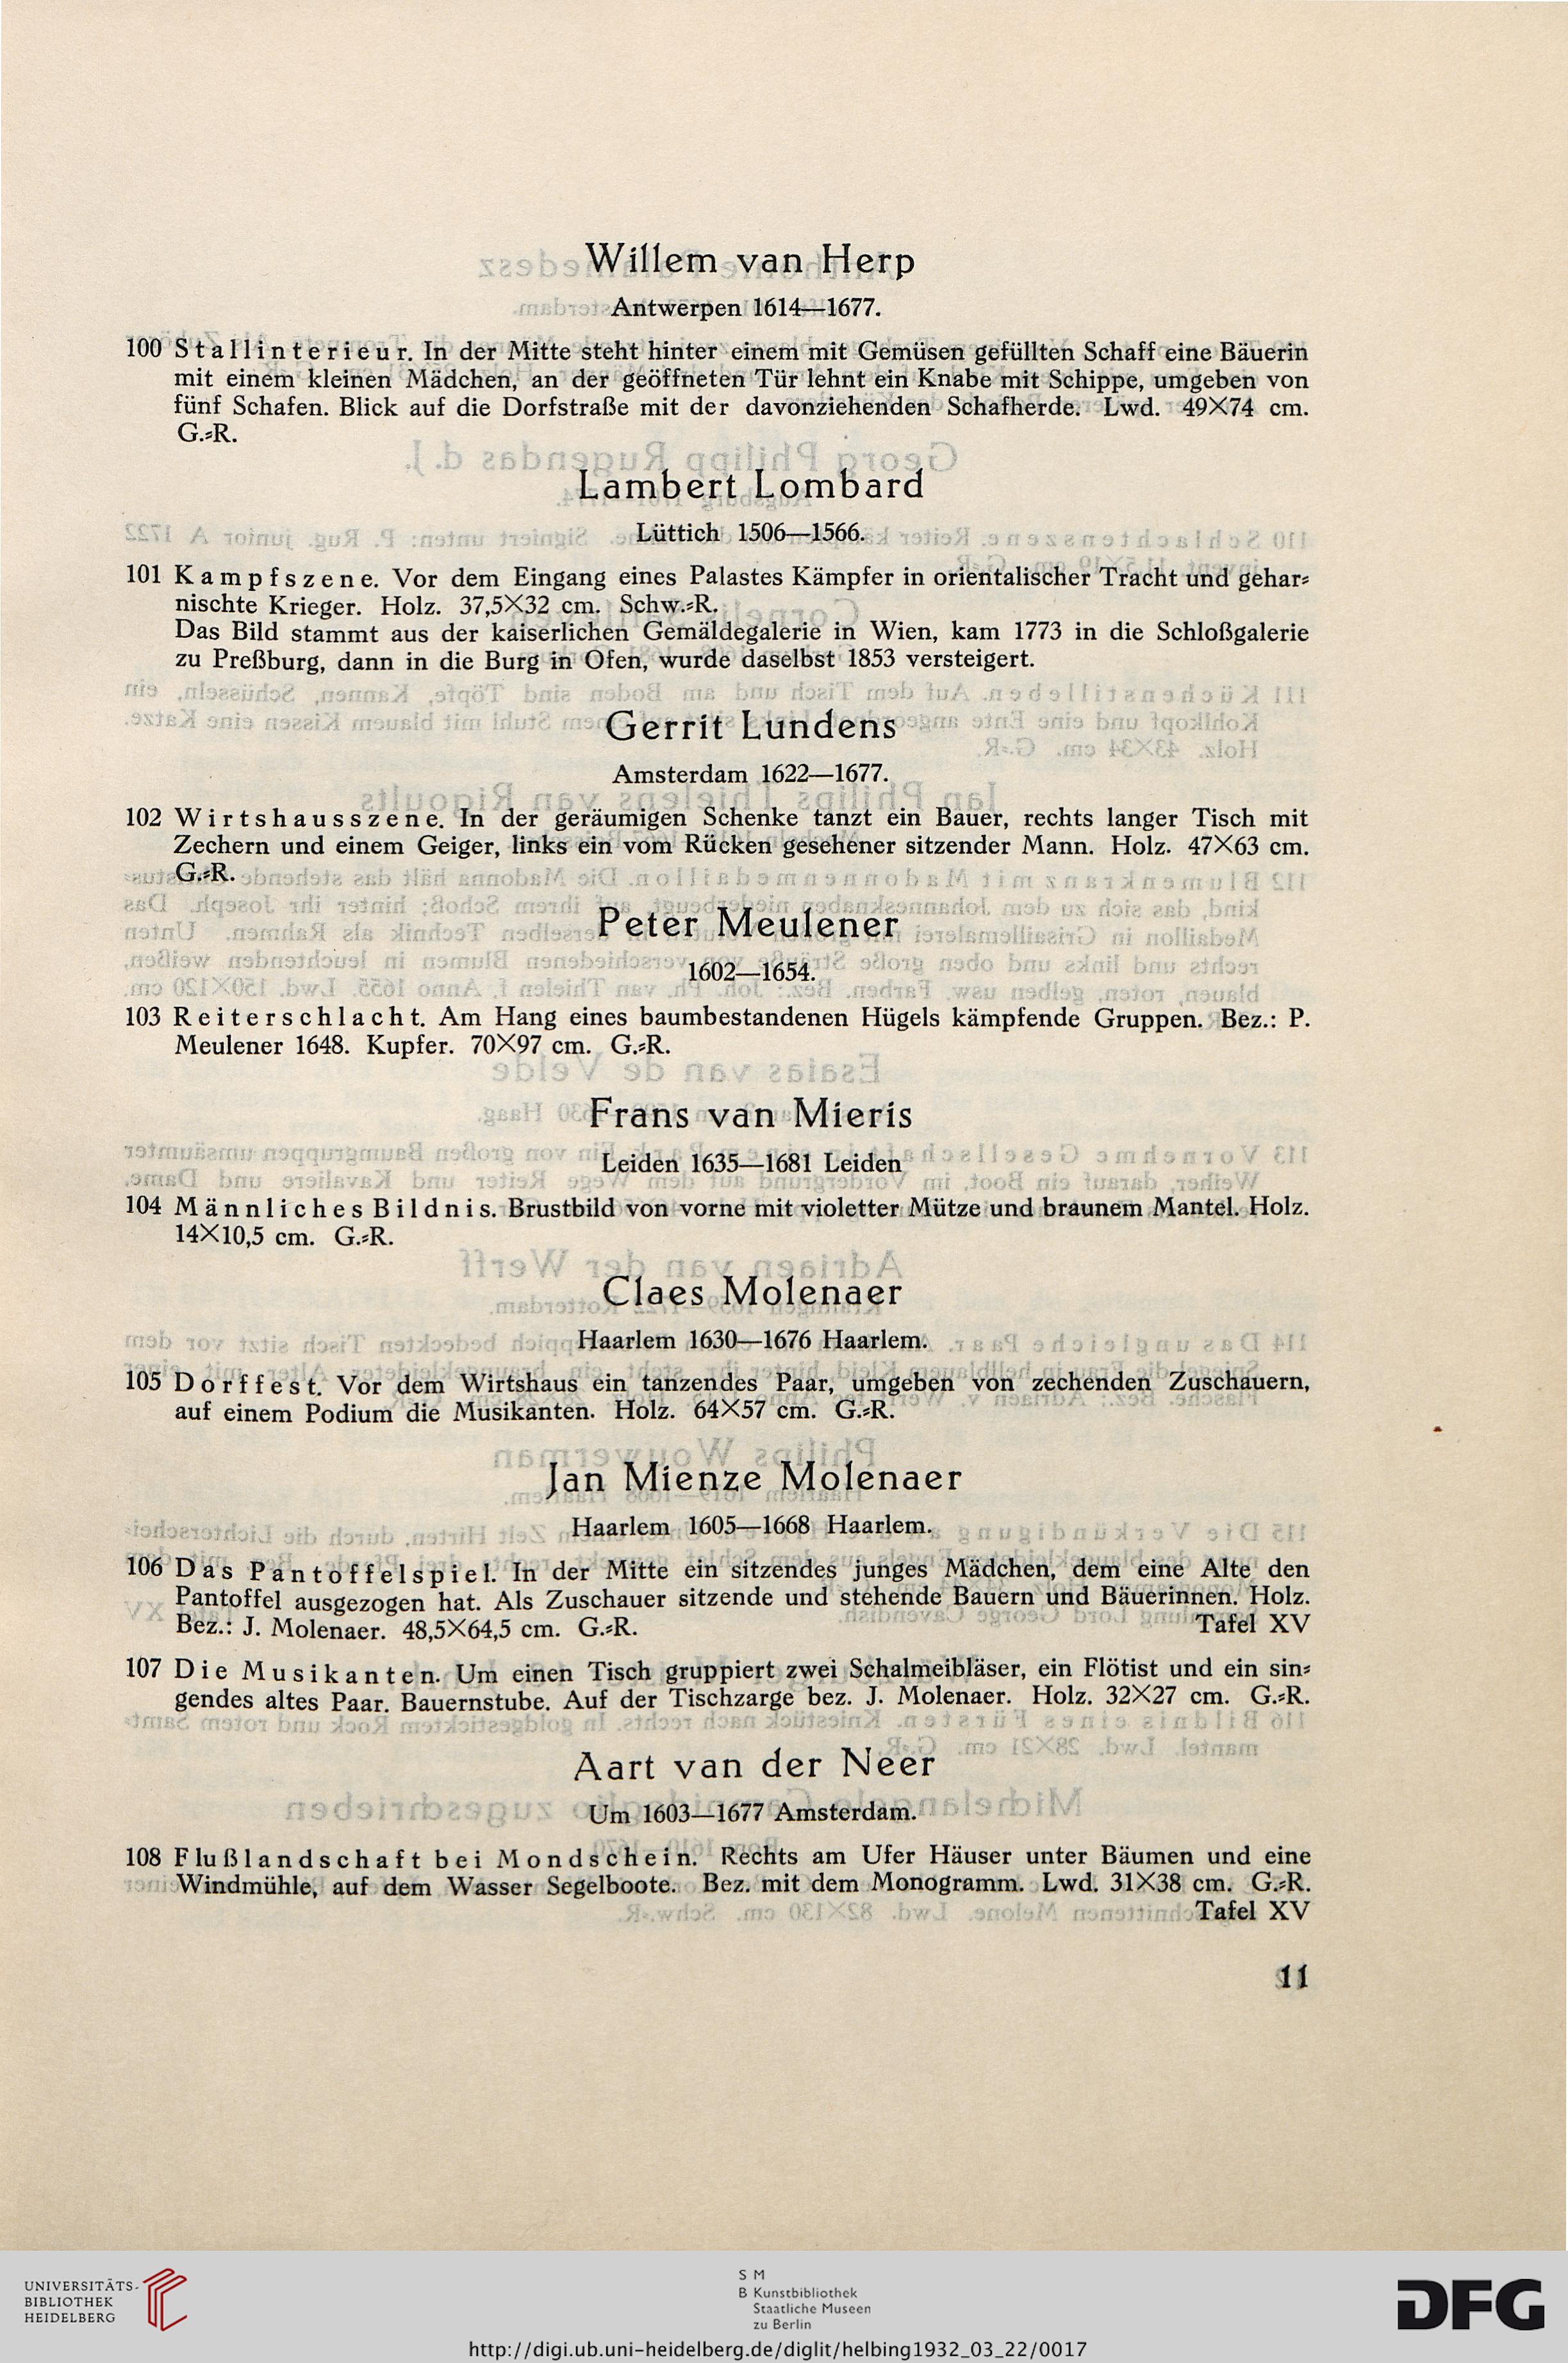 Willem van Herp
Antwerpen 1614—1677.
100 Stallinterieur. In der Mitte steht hinter einem mit Gemüsen gefüllten Schaff eine Bäuerin
mit einem kleinen Mädchen, an der geöffneten Tür lehnt ein Knabe mit Schippe, umgeben von
fünf Schafen. Blick auf die Dorfstraße mit der davonziehenden Schafherde. Lwd. 49×74 cm.
G.=R.
Lambert Lombard
Lüttich 1506—1566.
101 Kampfszene. Vor dem Eingang eines Palastes Kämpfer in orientalischer Tracht und gehar=
nischte Krieger. Holz. 37,5×32 cm. Schw.=R.
Das Bild stammt aus der kaiserlichen Gemäldegalerie in Wien, kam 1773 in die Schloßgalerie
zu Preßburg, dann in die Burg in Ofen, wurde daselbst 1853 versteigert.
Gerrit Lundens
Amsterdam 1622—1677.
102 Wirtshausszene. In der geräumigen Schenke tanzt ein Bauer, rechts langer Tisch mit
Zechern und einem Geiger, links ein vom Rücken gesehener sitzender Mann. Holz. 47×63 cm.
G.=R.
Peter Meulener
1602—1654.
103 Reiterschlacht. Am Hang eines baumbestandenen Hügels kämpfende Gruppen. Bez.: P.
Meulener 1648. Kupfer. 70×97 cm. G.=R.
Frans van Mieris
Leiden 1635—1681 Leiden
104 Männliches Bildnis. Brustbild von vorne mit violetter Mütze und braunem Mantel. Holz.
14×10,5 cm. G.=R.
Claes Molenaer
Haarlem 1630—1676 Haarlem.
105 Dorffest. Vor dem Wirtshaus ein tanzendes Paar, umgeben von zechenden Zuschauern,
auf einem Podium die Musikanten. Holz. 64×57 cm. G.=R.
Jan Mienze Molenaer
Haarlem 1605—1668 Haarlem.
106 Das Pantoffelspiel. In der Mitte ein sitzendes junges Mädchen, dem eine Alte den
Pantoffel ausgezogen hat. Als Zuschauer sitzende und stehende Bauern und Bäuerinnen. Holz.
Bez.: J. Molenaer. 48,5×64,5 cm. G.=R. Tafel XV
107 Die Musikanten. Um einen Tisch gruppiert zwei Schalmeibläser, ein Flötist und ein sin=
gendes altes Paar. Bauernstube. Auf der Tischzarge bez. J. Molenaer. Holz. 32×27 cm. G.=R.
Aart van der Neer
Um 1603—1677 Amsterdam.
108 Flußlandschaft bei Mondschein. Rechts am Ufer Häuser unter Bäumen und eine
Windmühle, auf dem Wasser Segelboote. Bez. mit dem Monogramm. Lwd. 31×38 cm. G.=R.
Tafel XV
11
UNIVERSITÄTS-
BIBLIOTHEK
HEIDELBERG
S M
B Kunstbibliothek
Staatliche Museen
zu Berlin
DFG
http://digi.ub.uni-heidelberg.de/diglit/helbing1932_03_22/0017